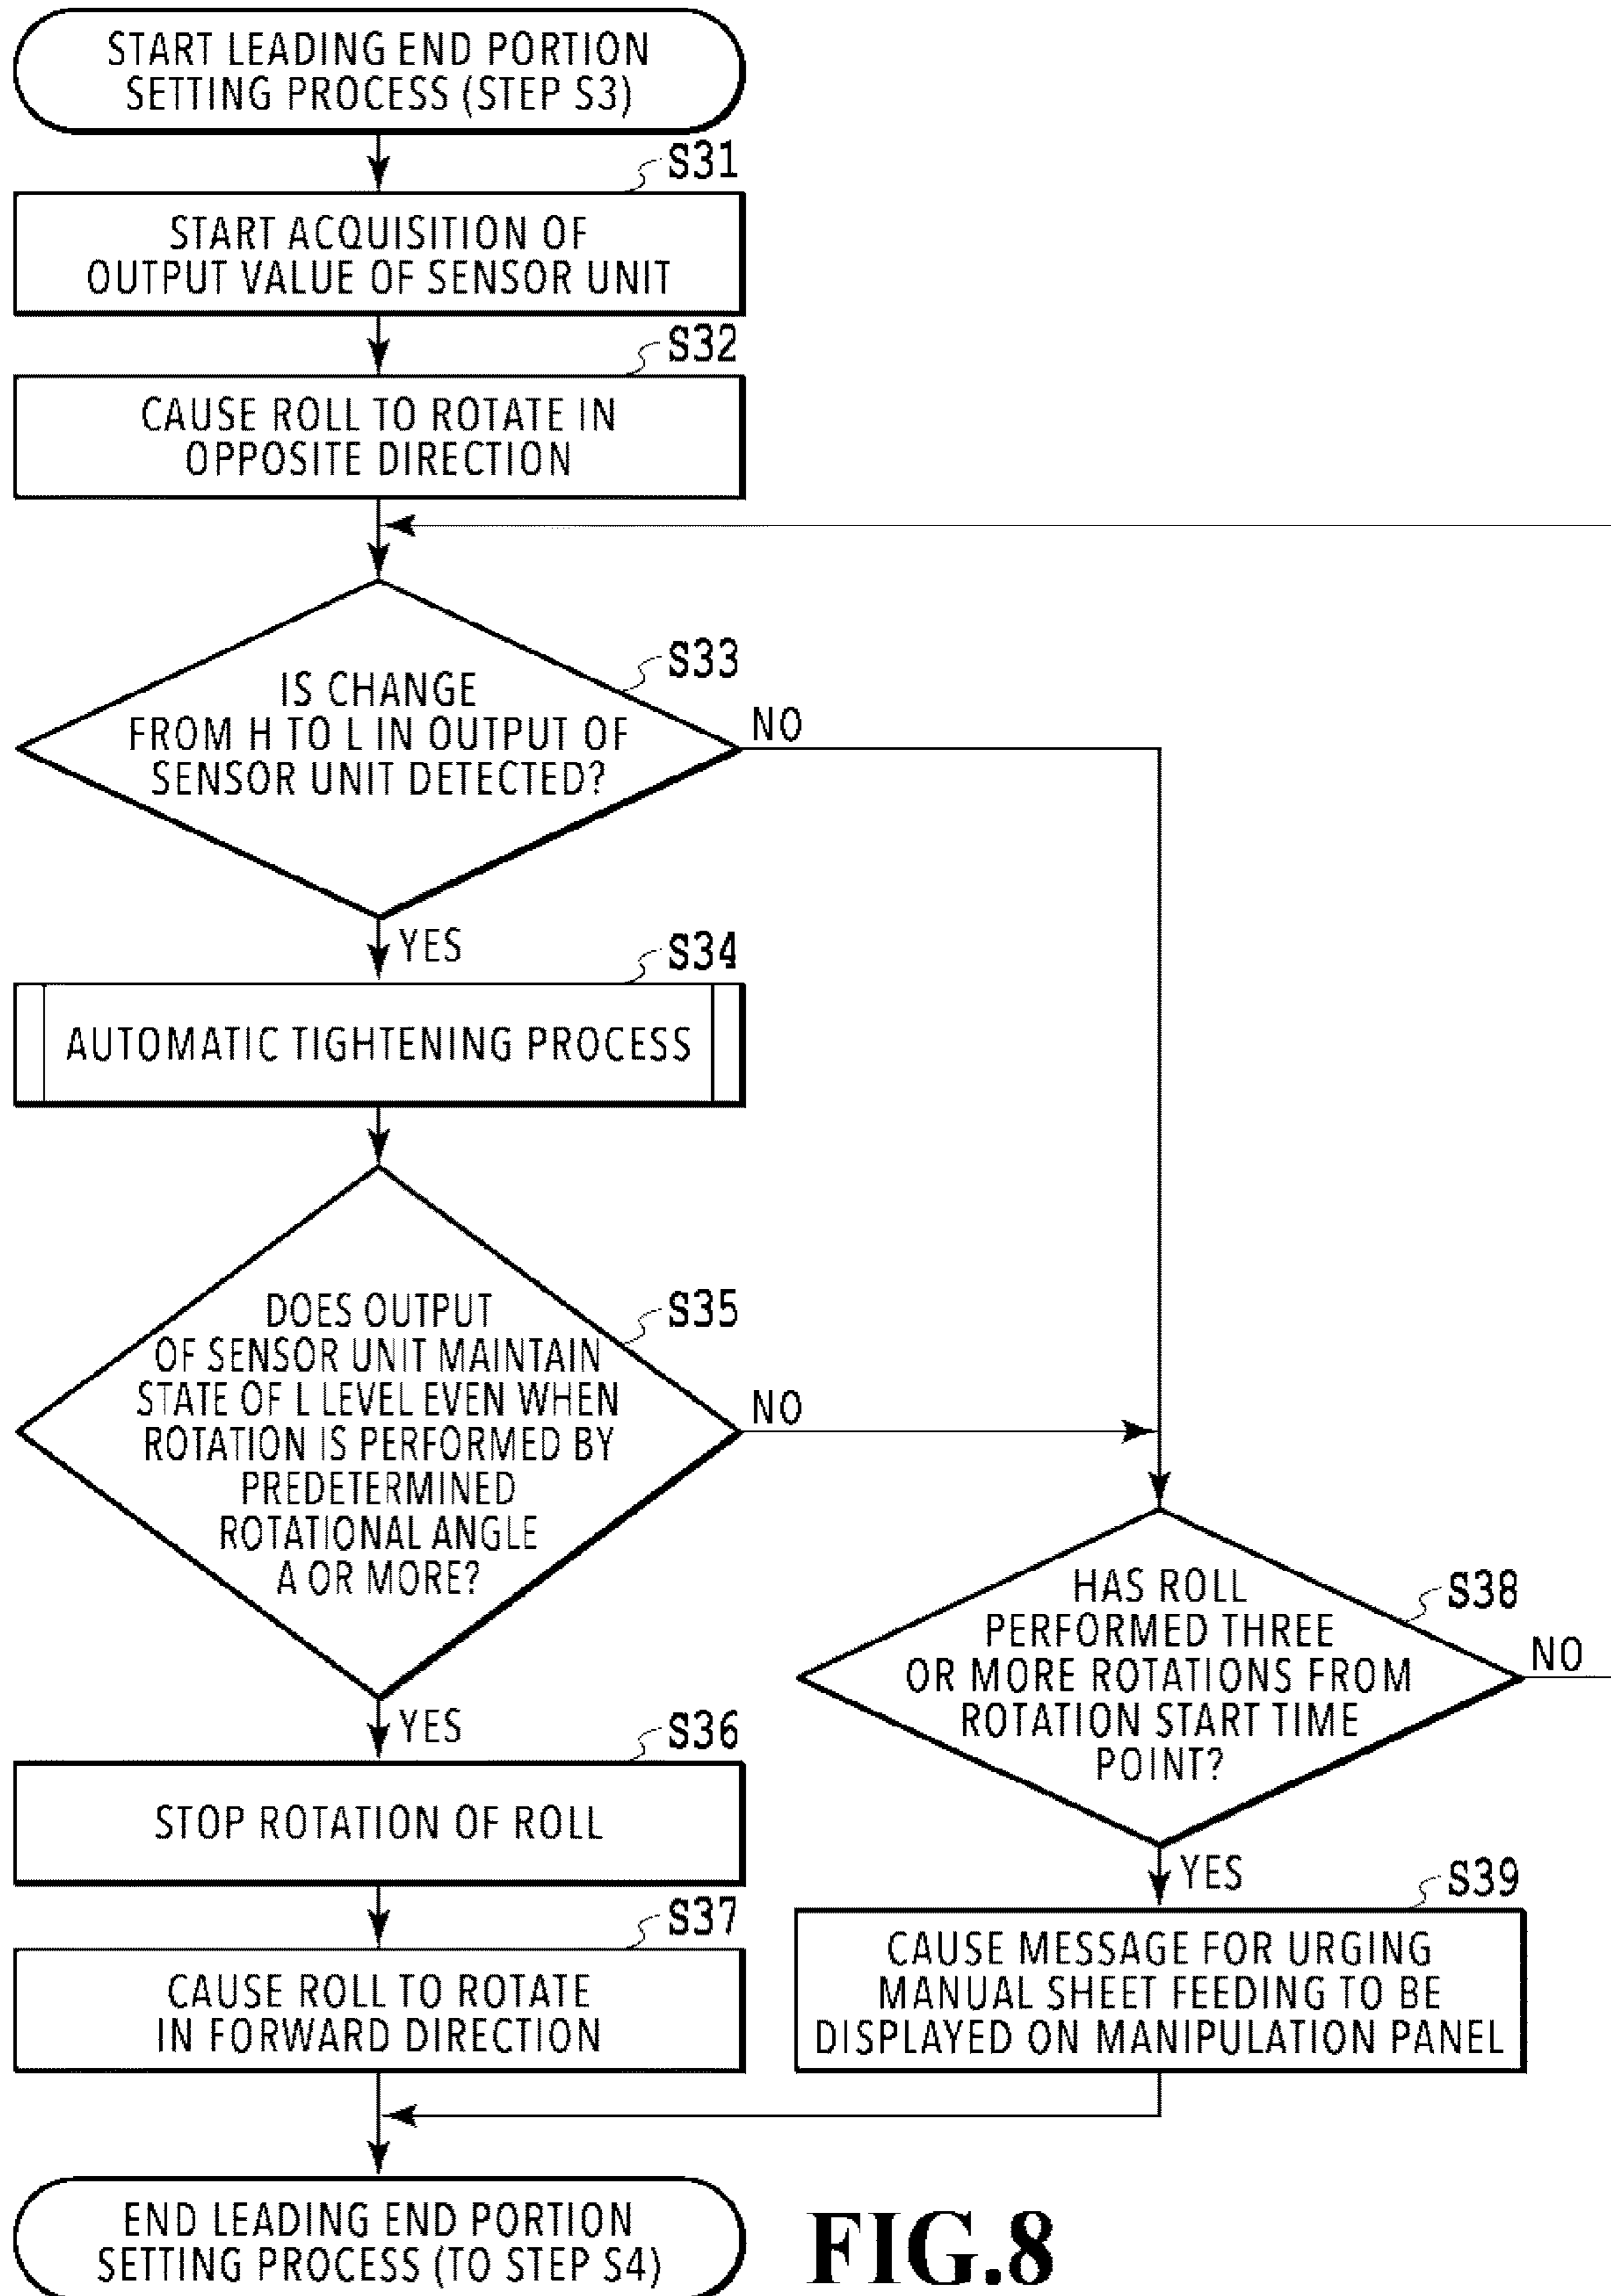 START LEADING END PORTION
SETTING PROCESS (STEP S3)
S31
START ACQUISITION OF
OUTPUT VALUE OF SENSOR UNIT
S32
CAUSE ROLL TO ROTATE IN
OPPOSITE DIRECTION
S33
IS CHANGE
FROM H TO L IN OUTPUT OF
SENSOR UNIT DETECTED?
NO
YES
S34
AUTOMATIC TIGHTENING PROCESS
S35
DOES OUTPUT
OF SENSOR UNIT MAINTAIN
STATE OF L LEVEL EVEN WHEN
ROTATION IS PERFORMED BY
PREDETERMINED
ROTATIONAL ANGLE
A OR MORE?
NO
YES
S36
STOP ROTATION OF ROLL
S37
CAUSE ROLL TO ROTATE
IN FORWARD DIRECTION
S38
HAS ROLL
PERFORMED THREE
OR MORE ROTATIONS FROM
ROTATION START TIME
POINT?
NO
YES
S39
CAUSE MESSAGE FOR URGING
MANUAL SHEET FEEDING TO BE
DISPLAYED ON MANIPULATION PANEL
END LEADING END PORTION
SETTING PROCESS (TO STEP S4)
FIG.8